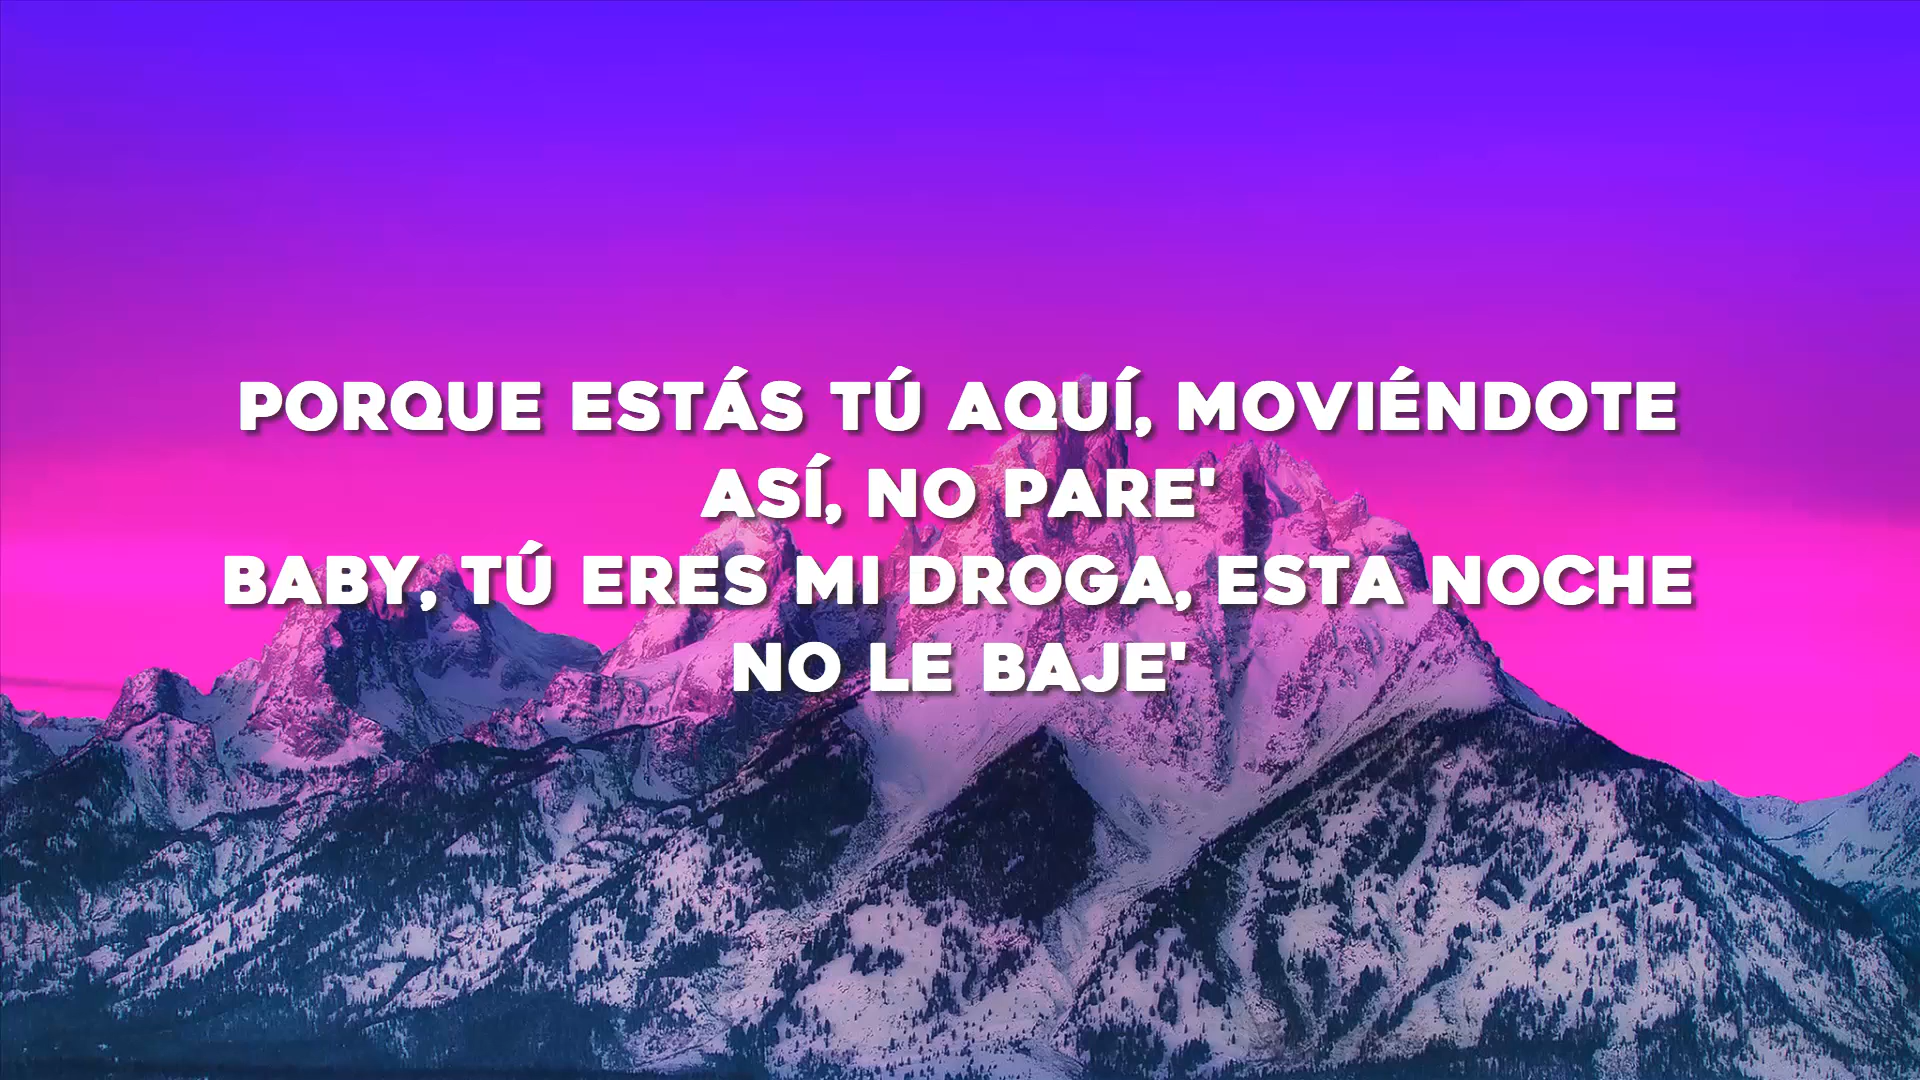 PORQUE ESTÁS TÚ AQUÍ, MOVIÉNDOTE
ASÍ, NO PARE'
BABY, TÚ ERES MI DROGA, ESTA NOCHE
NO LE BAJE'